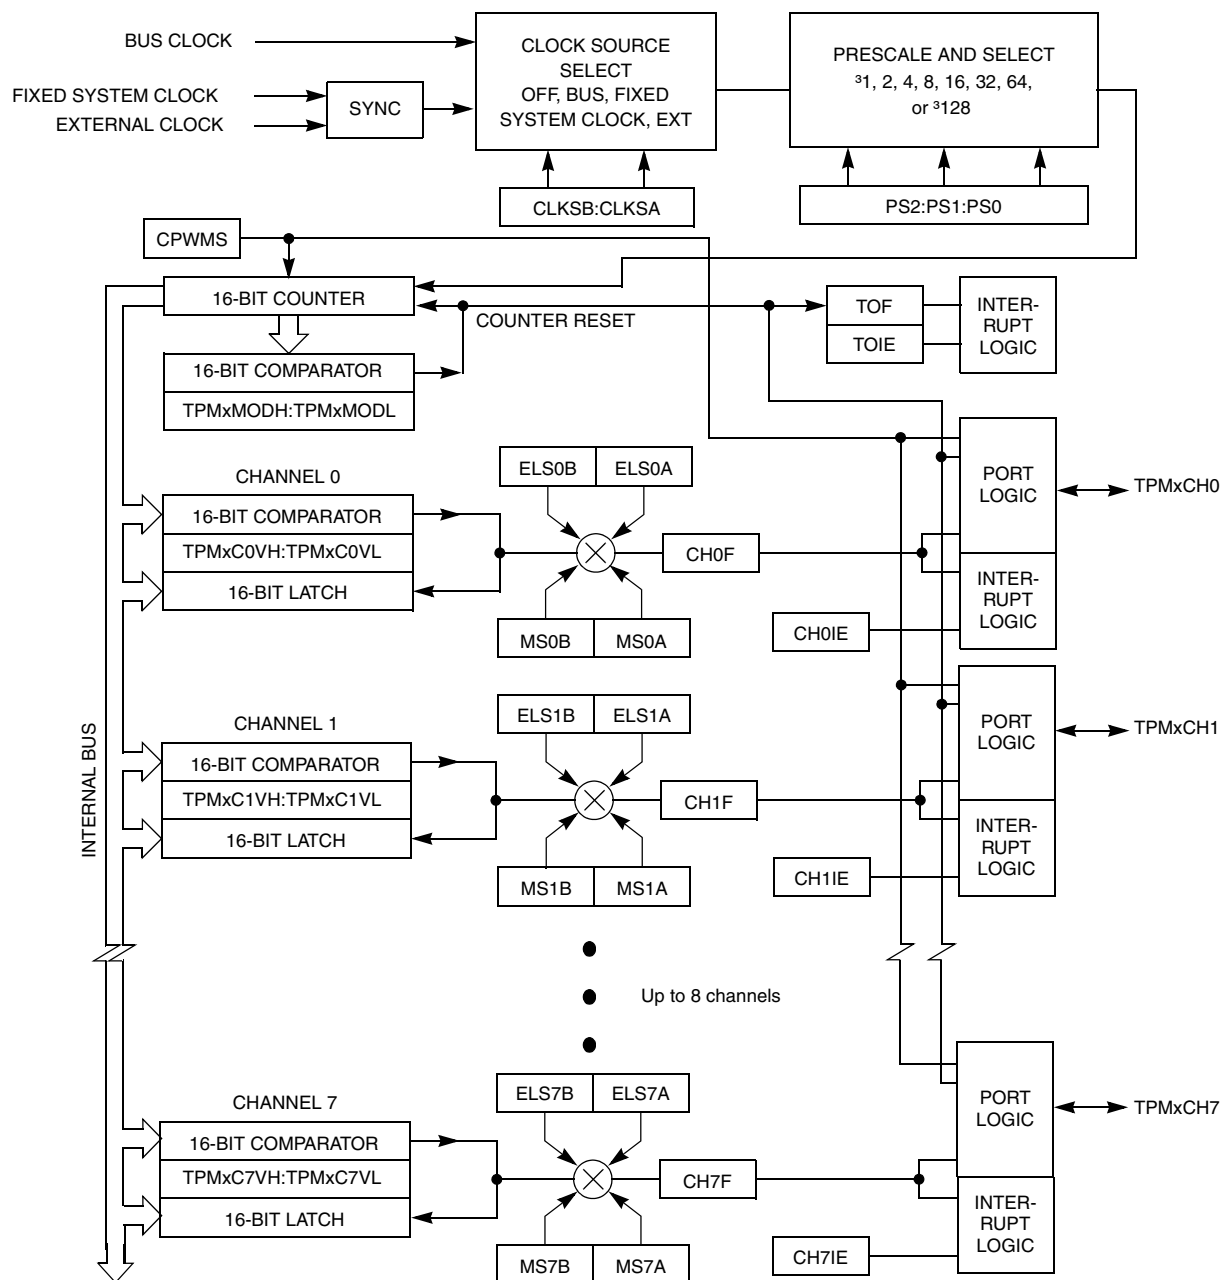 BUS CLOCK
FIXED SYSTEM CLOCK
EXTERNAL CLOCK
SYNC
CLOCK SOURCE
SELECT
OFF, BUS, FIXED
SYSTEM CLOCK, EXT
PRESCALE AND SELECT
³1, 2, 4, 8, 16, 32, 64,
or ³128
CLKSB:CLKSA
PS2:PS1:PS0
CPWMS
16-BIT COUNTER
COUNTER RESET
TOF
TOIE
INTER-
RUPT
LOGIC
16-BIT COMPARATOR
TPMxMODH:TPMxMODL
INTERNAL BUS
CHANNEL 0
16-BIT COMPARATOR
TPMxC0VH:TPMxC0VL
16-BIT LATCH
ELS0B
ELS0A
MS0B
MS0A
CH0F
CH0IE
PORT
LOGIC
INTER-
RUPT
LOGIC
TPMxCH0
CHANNEL 1
16-BIT COMPARATOR
TPMxC1VH:TPMxC1VL
16-BIT LATCH
ELS1B
ELS1A
MS1B
MS1A
CH1F
CH1IE
PORT
LOGIC
INTER-
RUPT
LOGIC
TPMxCH1
Up to 8 channels
CHANNEL 7
16-BIT COMPARATOR
TPMxC7VH:TPMxC7VL
16-BIT LATCH
ELS7B
ELS7A
MS7B
MS7A
CH7F
CH7IE
PORT
LOGIC
INTER-
RUPT
LOGIC
TPMxCH7